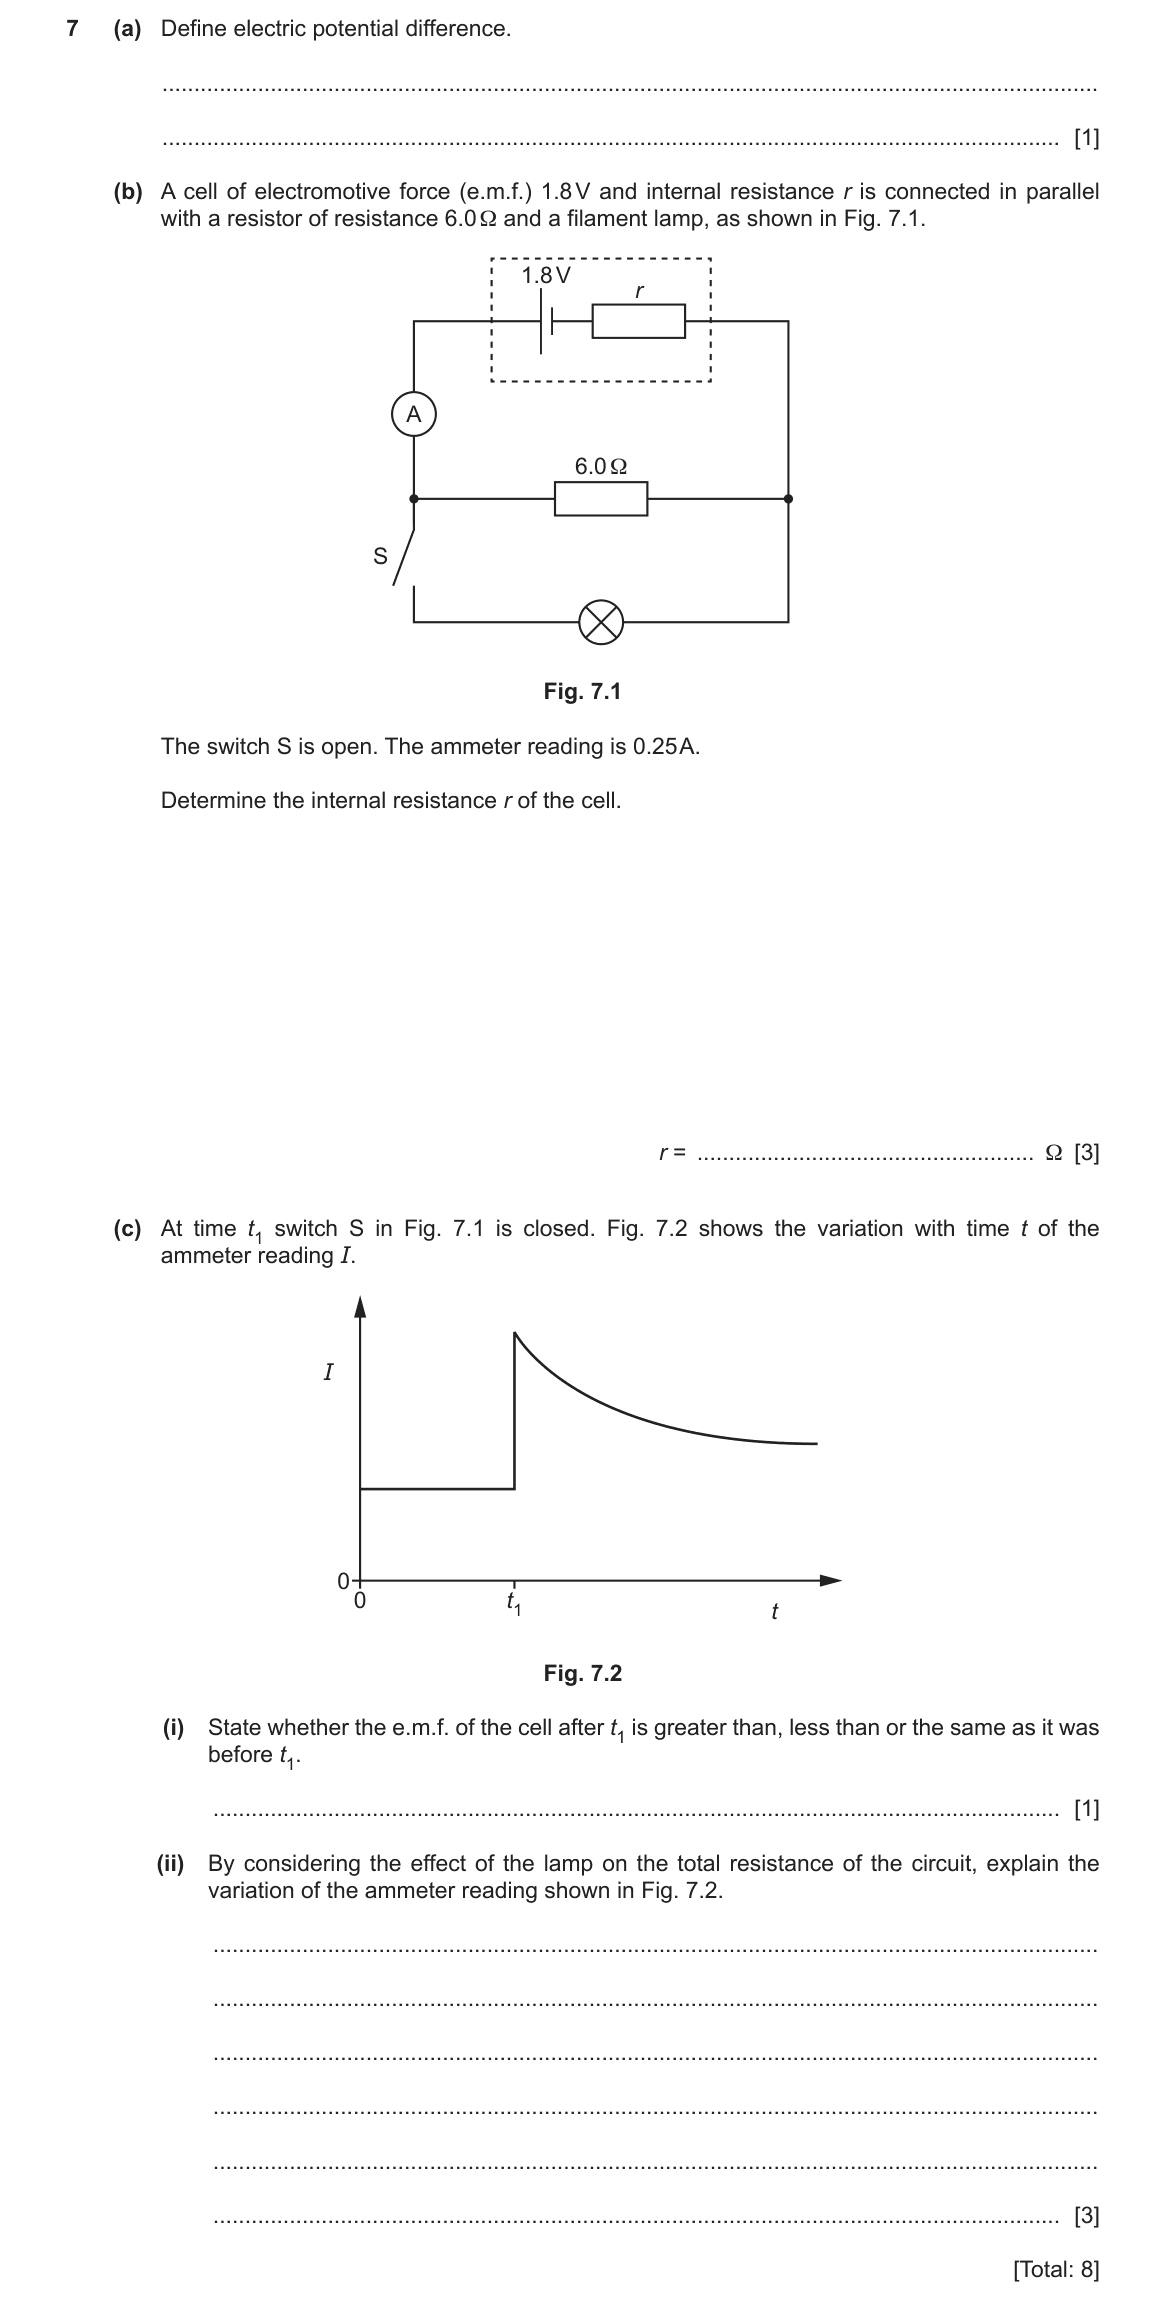 7 (a) Define electric potential difference.
................................................................................
................................................................................ [1]
(b) A cell of electromotive force (e.m.f.) 1.8V and internal resistance r is connected in parallel
with a resistor of resistance 6.0Ω and a filament lamp, as shown in Fig. 7.1.
1.8V
r
A
6.0Ω
S
Fig. 7.1
The switch S is open. The ammeter reading is 0.25A.
Determine the internal resistance r of the cell.
r = .................................................... Ω [3]
(c) At time t₁ switch S in Fig. 7.1 is closed. Fig. 7.2 shows the variation with time t of the
ammeter reading I.
I
0
0
t₁
t
Fig. 7.2
(i) State whether the e.m.f. of the cell after t₁ is greater than, less than or the same as it was
before t₁.
................................................................................ [1]
(ii) By considering the effect of the lamp on the total resistance of the circuit, explain the
variation of the ammeter reading shown in Fig. 7.2.
................................................................................
................................................................................
................................................................................
................................................................................
................................................................................
................................................................................ [3]
[Total: 8]